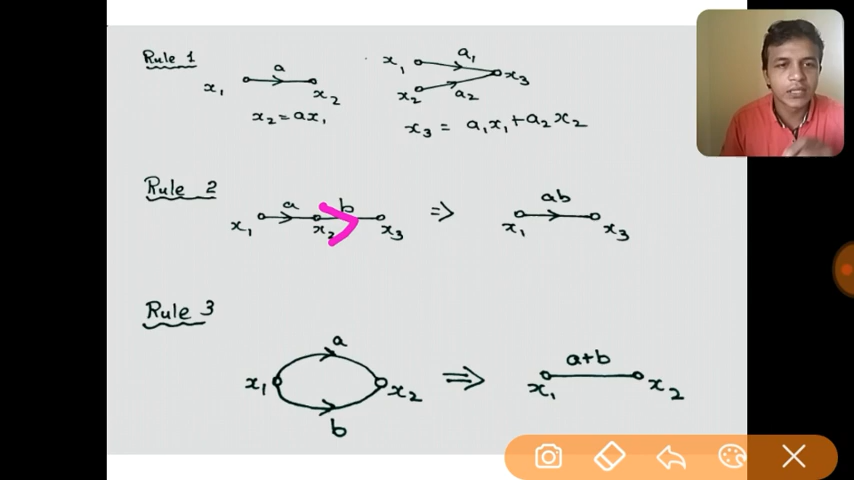 Rule 1
a
x₁ x₂
x₂ = ax₁
x₁ a₁ x₃
x₂ a₂
x₃ = a₁x₁ + a₂x₂
Rule 2
x₁ a x₂ b x₃ ⇒ x₁ ab x₃
Rule 3
a
x₁ x₂ ⇒ x₁ a+b x₂
b